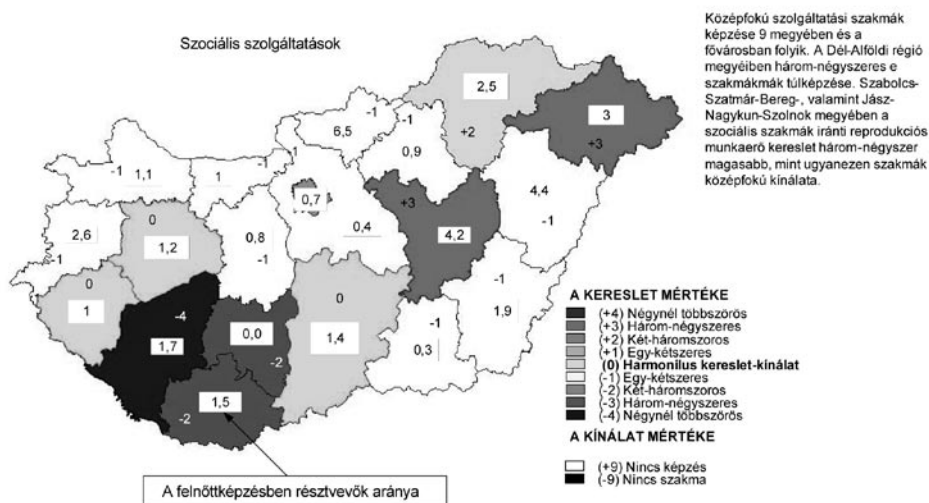 Szociális szolgáltatások
Középfokú szolgáltatási szakmák
képzése 9 megyében és a
fővárosban folyik. A Dél-Alföldi régió
megyéiben három-négyszeres e
szakmákmák túlképzése. Szabolcs-
Szatmár-Bereg-, valamint Jász-
Nagykun-Szolnok megyében a
szociális szakmák iránti reprodukciós
munkaerő kereslet három-négyszer
magasabb, mint ugyanezen szakmák
középfokú kínálata.
2,5
+2
3
+3
-1
6,5
-1
0,9
-1
1,1
-1
1
-1
0,7
0,4
+3
4,2
4,4
-1
2,6
-1
0
1,2
0,8
-1
0
1
-4
1,7
0,0
-2
0
1,4
-1
0,3
-1
1,9
1,5
-2
A felnőttképzésben résztvevők aránya
A KERESLET MÉRTÉKE
(+4) Négynél többszörös
(+3) Három-négyszeres
(+2) Két-háromszoros
(+1) Egy-kétszeres
(0) Harmonilus kereslet-kínálat
(-1) Egy-kétszeres
(-2) Két-háromszoros
(-3) Három-négyszeres
(-4) Négynél többszörös
A KÍNÁLAT MÉRTÉKE
(+9) Nincs képzés
(-9) Nincs szakma